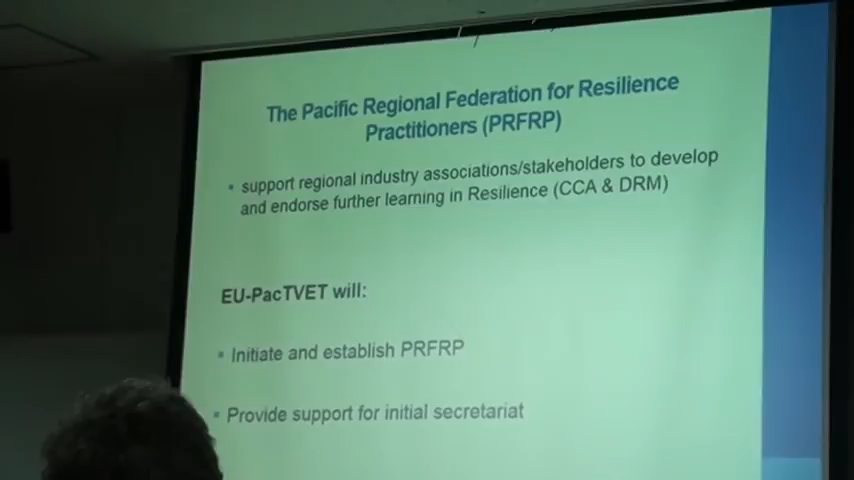 The Pacific Regional Federation for Resilience
Practitioners (PRFRP)
▪ support regional industry associations/stakeholders to develop
and endorse further learning in Resilience (CCA & DRM)
EU-PacTVET will:
▪ Initiate and establish PRFRP
▪ Provide support for initial secretariat